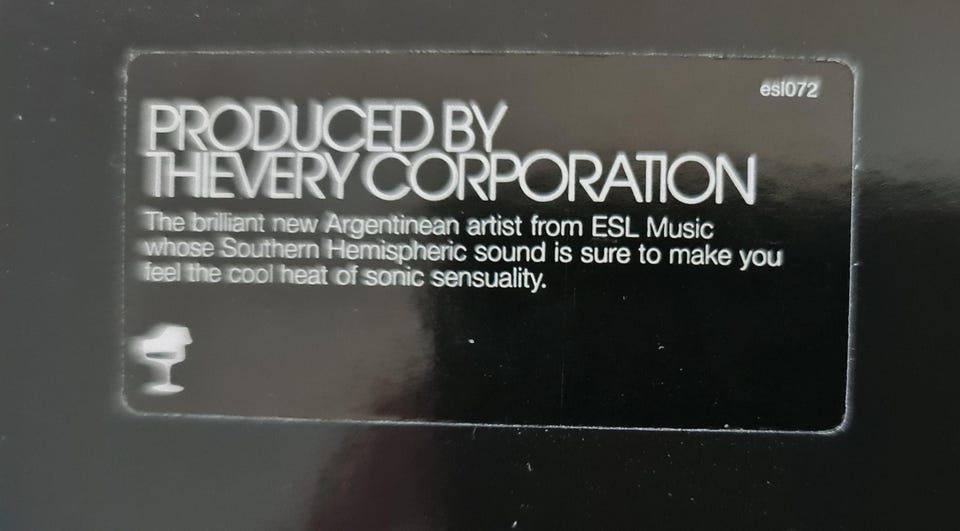 esl072
PRODUCED BY
THIEVERY CORPORATION
The brilliant new Argentinean artist from ESL Music
whose Southern Hemispheric sound is sure to make you
feel the cool heat of sonic sensuality.